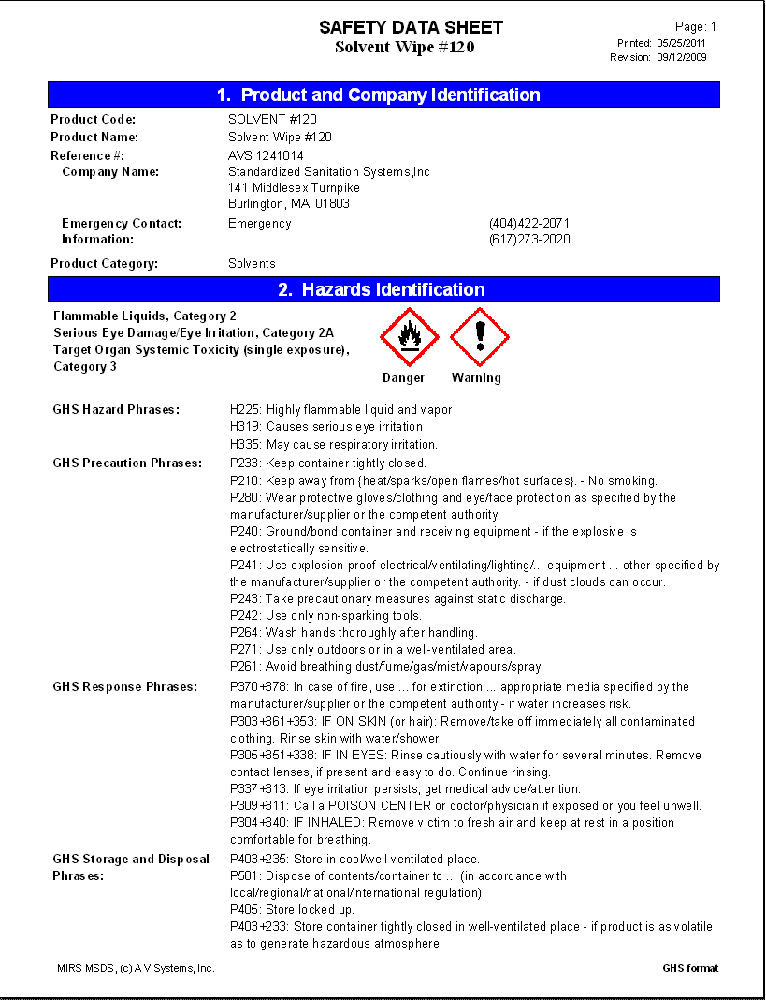 SAFETY DATA SHEET
Solvent Wipe #120
Page: 1
Printed: 05/25/2011
Revision: 09/12/2009
1. Product and Company Identification
Product Code: SOLVENT #120
Product Name: Solvent Wipe #120
Reference #: AVS 1241014
Company Name: Standardized Sanitation Systems,Inc
141 Middlesex Turnpike
Burlington, MA 01803
Emergency Contact: Emergency (404)422-2071
Information: (617)273-2020
Product Category: Solvents
2. Hazards Identification
Flammable Liquids, Category 2
Serious Eye Damage/Eye Irritation, Category 2A
Target Organ Systemic Toxicity (single exposure),
Category 3
Danger Warning
GHS Hazard Phrases: H225: Highly flammable liquid and vapor
H319: Causes serious eye irritation
H335: May cause respiratory irritation.
GHS Precaution Phrases: P233: Keep container tightly closed.
P210: Keep away from {heat/sparks/open flames/hot surfaces}. - No smoking.
P280: Wear protective gloves/clothing and eye/face protection as specified by the
manufacturer/supplier or the competent authority.
P240: Ground/bond container and receiving equipment - if the explosive is
electrostatically sensitive.
P241: Use explosion-proof electrical/ventilating/lighting/... equipment ... other specified by
the manufacturer/supplier or the competent authority. - if dust clouds can occur.
P243: Take precautionary measures against static discharge.
P242: Use only non-sparking tools.
P264: Wash hands thoroughly after handling.
P271: Use only outdoors or in a well-ventilated area.
P261: Avoid breathing dust/fume/gas/mist/vapours/spray.
GHS Response Phrases: P370+378: In case of fire, use ... for extinction ... appropriate media specified by the
manufacturer/supplier or the competent authority - if water increases risk.
P303+361+353: IF ON SKIN (or hair): Remove/take off immediately all contaminated
clothing. Rinse skin with water/shower.
P305+351+338: IF IN EYES: Rinse cautiously with water for several minutes. Remove
contact lenses, if present and easy to do. Continue rinsing.
P337+313: If eye irritation persists, get medical advice/attention.
P309+311: Call a POISON CENTER or doctor/physician if exposed or you feel unwell.
P304+340: IF INHALED: Remove victim to fresh air and keep at rest in a position
comfortable for breathing.
GHS Storage and Disposal P403+235: Store in cool/well-ventilated place.
Phrases: P501: Dispose of contents/container to ... (in accordance with
local/regional/national/international regulation).
P405: Store locked up.
P403+233: Store container tightly closed in well-ventilated place - if product is as volatile
as to generate hazardous atmosphere.
MIRS MSDS, (c) A V Systems, Inc. GHS format